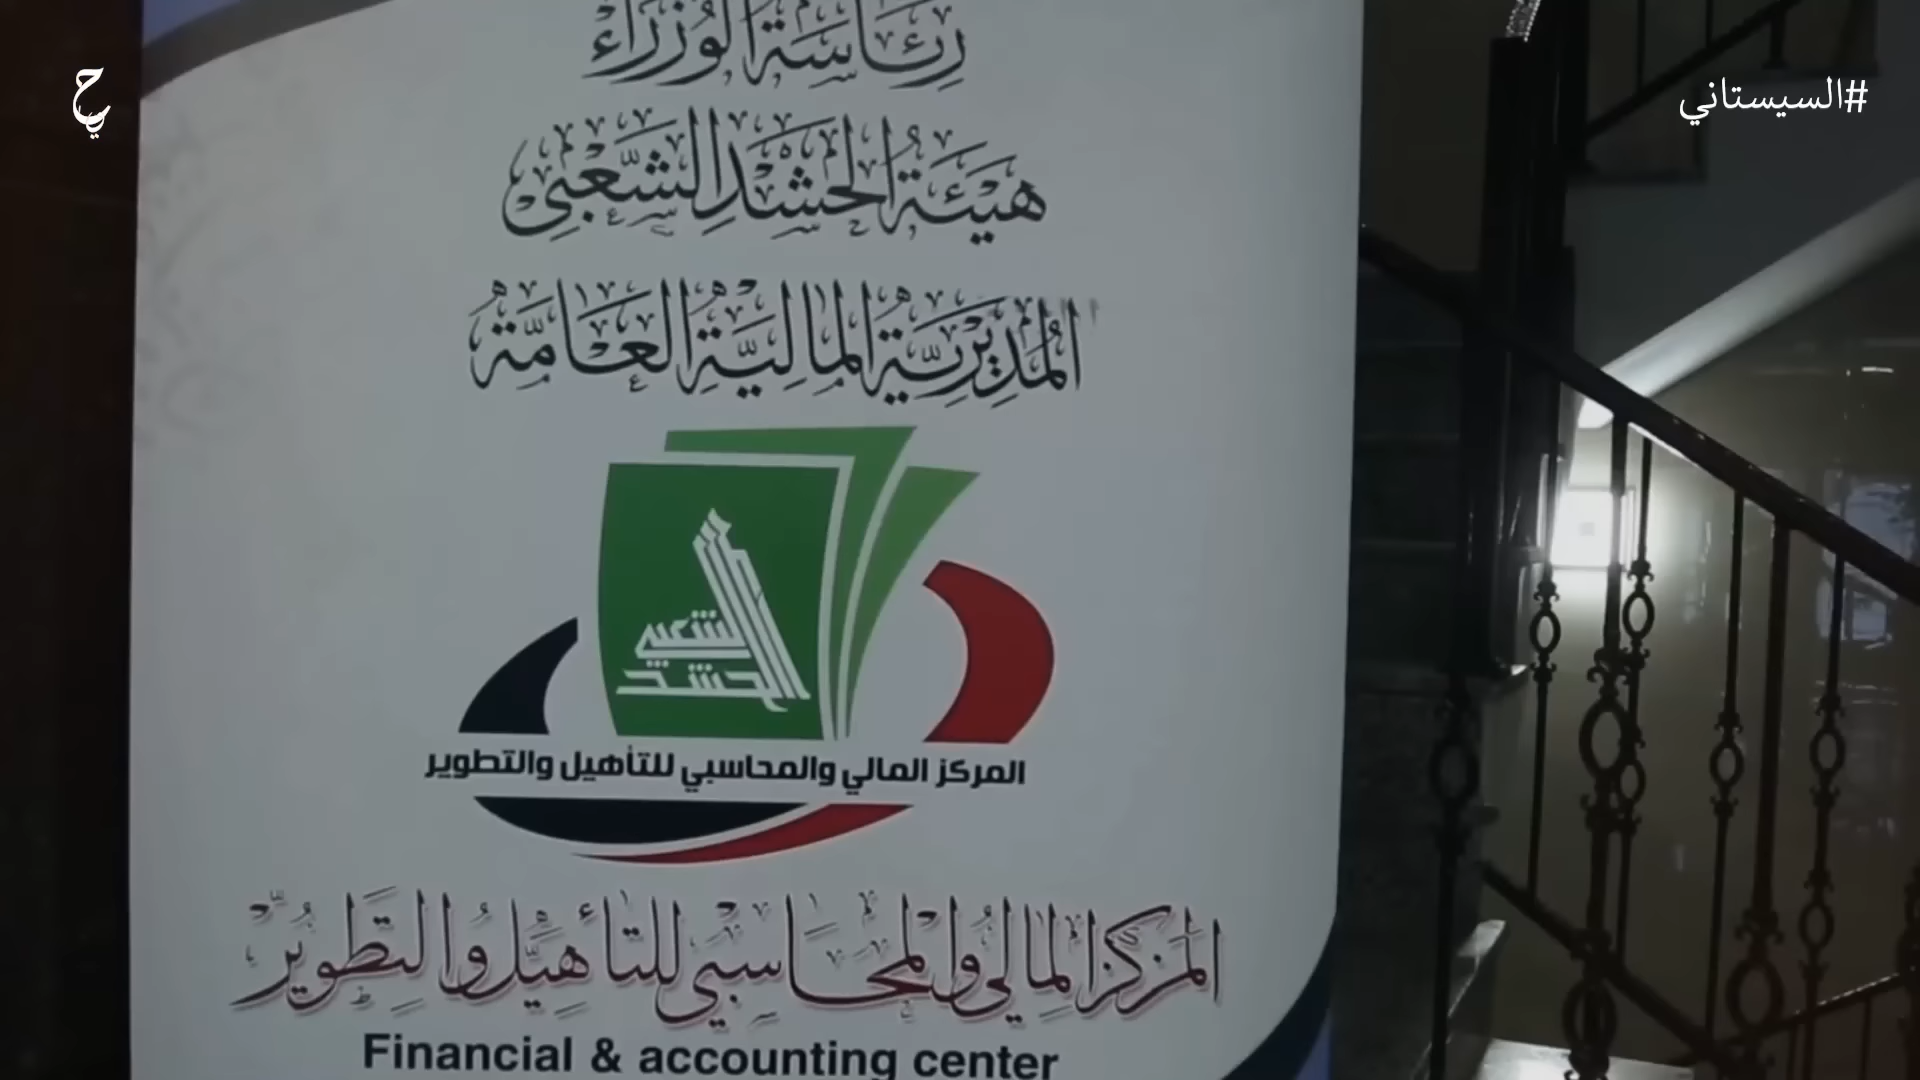 #السيستاني
رئاسة الوزراء
هيئة الحشد الشعبي
المديرية المالية العامة
الشعبي
الحشد
المركز المالي والمحاسبي للتأهيل والتطوير
المركز المالي والمحاسبي للتأهيل والتطوير
Financial & accounting center